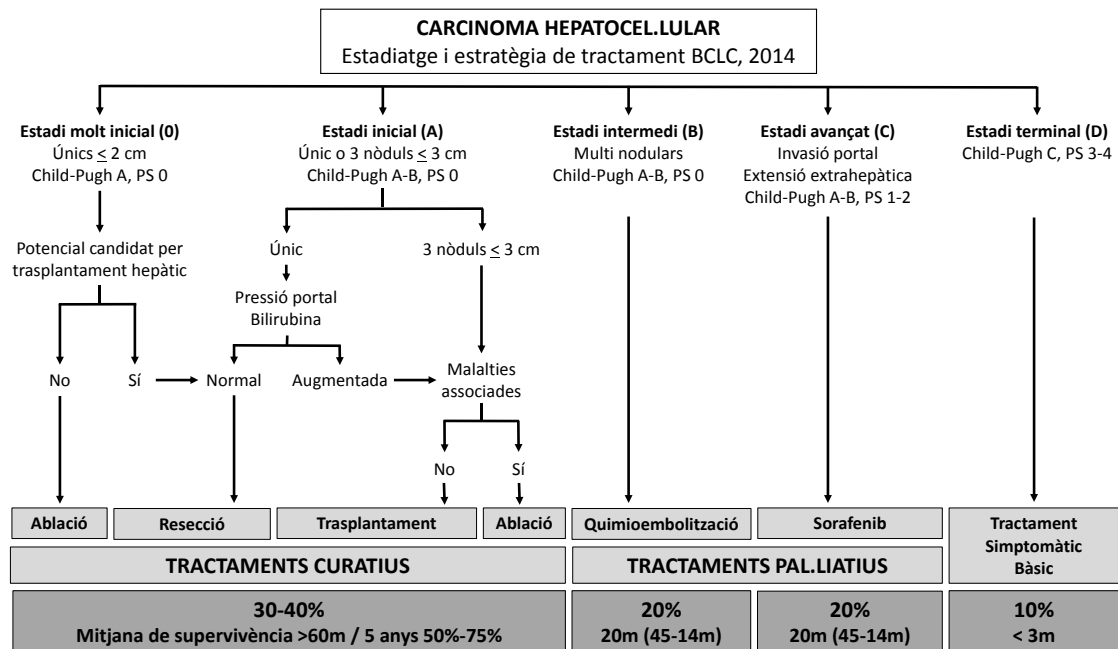 CARCINOMA HEPATOCEL.LULAR
Estadiatge i estratègia de tractament BCLC, 2014
Estadi molt inicial (0)
Únics ≤ 2 cm
Child-Pugh A, PS 0
Estadi inicial (A)
Únic o 3 nòduls ≤ 3 cm
Child-Pugh A-B, PS 0
Estadi intermedi (B)
Multi nodulars
Child-Pugh A-B, PS 0
Estadi avançat (C)
Invasió portal
Extensió extrahepàtica
Child-Pugh A-B, PS 1-2
Estadi terminal (D)
Child-Pugh C, PS 3-4
Potencial candidat per
trasplantament hepàtic
Únic
3 nòduls ≤ 3 cm
Pressió portal
Bilirubina
No
Sí
Normal
Augmentada
Malalties
associades
No
Sí
Ablació
Resecció
Trasplantament
Ablació
Quimioembolització
Sorafenib
Tractament
Simptomàtic
Bàsic
TRACTAMENTS CURATIUS
TRACTAMENTS PAL.LIATIUS
30-40%
Mitjana de supervivència >60m / 5 anys 50%-75%
20%
20m (45-14m)
20%
20m (45-14m)
10%
< 3m